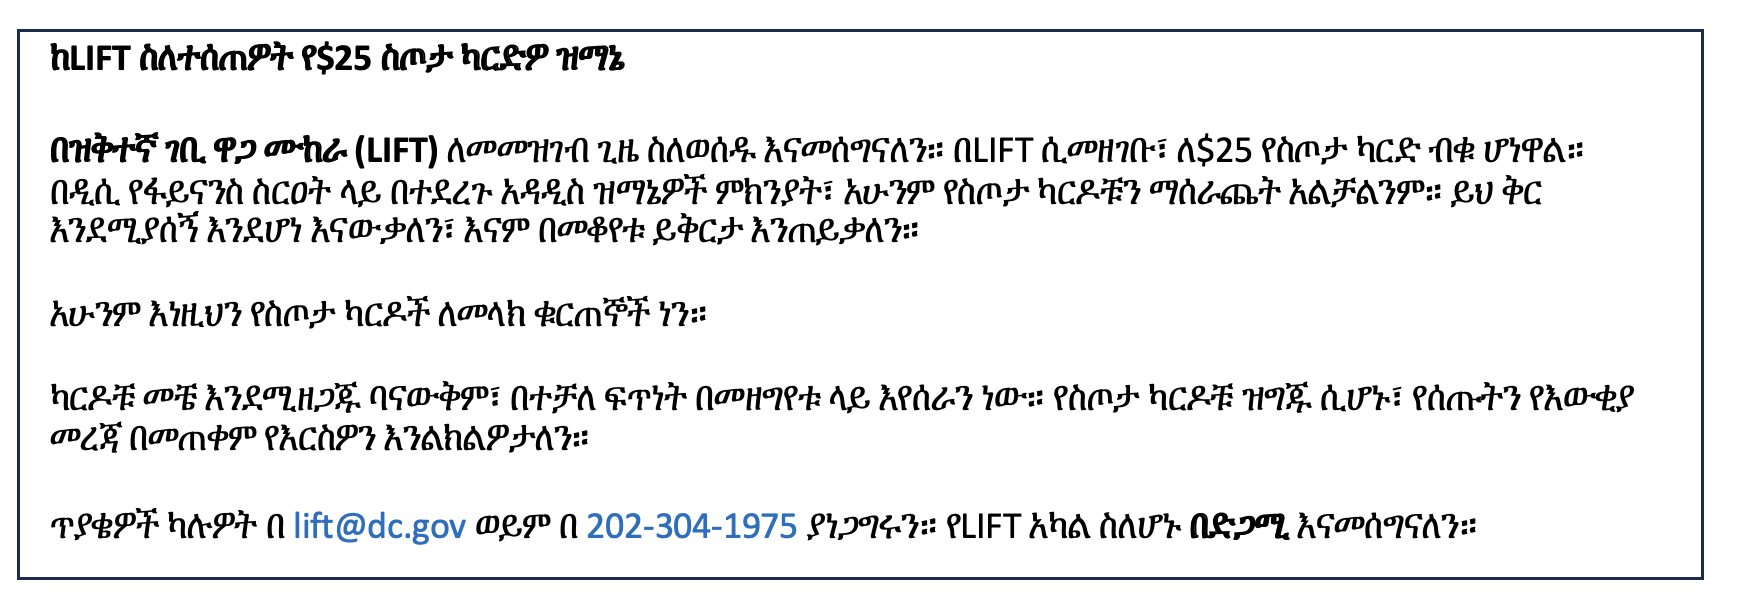 ከLIFT ስለተሰጠዎት የ$25 ስጦታ ካርድዎ ዝማኔ
በዝቅተኛ ገቢ ዋጋ ሙከራ (LIFT) ለመመዝገብ ጊዜ ስለወሰዱ እናመሰግናለን። በLIFT ሲመዘገቡ፣ ለ$25 የስጦታ ካርድ ብቁ ሆነዋል።
በዲሲ የፋይናንስ ስርዐት ላይ በተደረጉ አዳዲስ ዝማኔዎች ምክንያት፣ አሁንም የስጦታ ካርዶቹን ማሰራጨት አልቻልንም። ይህ ቅር
እንደሚያሰኝ እንደሆነ እናውቃለን፣ እናም በመቆየቱ ይቅርታ እንጠይቃለን።
አሁንም እነዚህን የስጦታ ካርዶች ለመላክ ቁርጠኞች ነን።
ካርዶቹ መቼ እንደሚዘጋጁ ባናውቅም፣ በተቻለ ፍጥነት በመዘግየቱ ላይ እየሰራን ነው። የስጦታ ካርዶቹ ዝግጁ ሲሆኑ፣ የሰጡትን የእውቂያ
መረጃ በመጠቀም የእርስዎን እንልክልዎታለን።
ጥያቄዎች ካሉዎት በ lift@dc.gov ወይም በ 202-304-1975 ያነጋግሩን። የLIFT አካል ስለሆኑ በድጋሚ እናመሰግናለን።